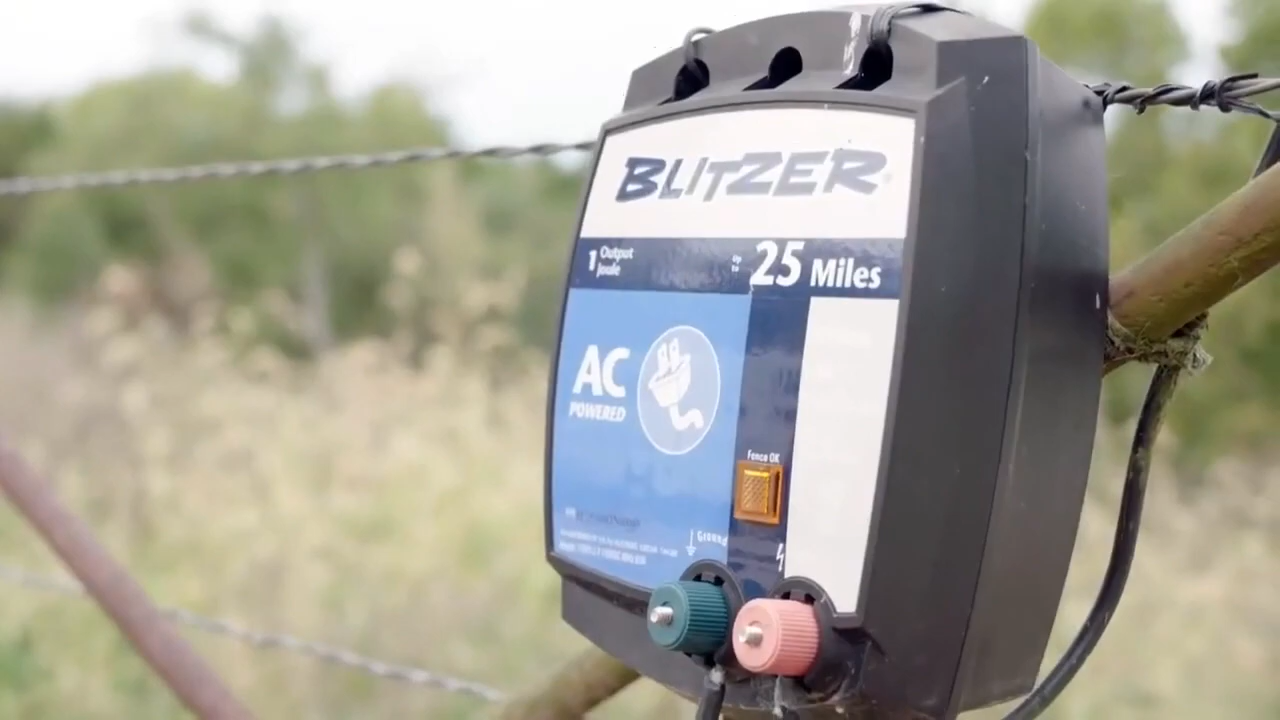 BLITZER
1 Output Joule
Up to 25 Miles
AC
POWERED
Fence OK
Ground